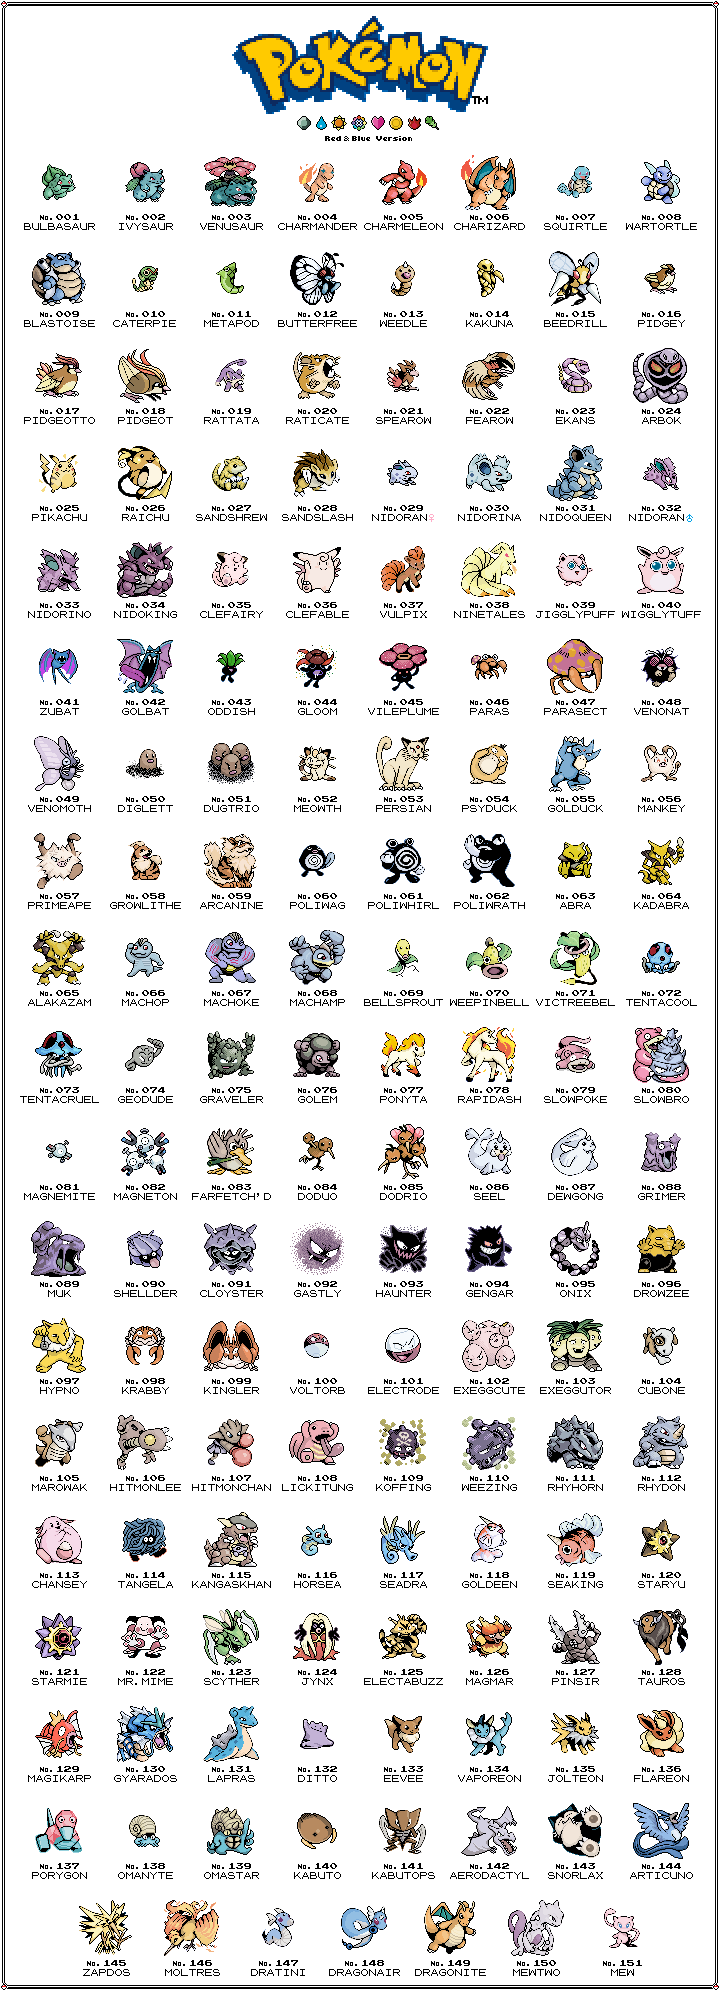 POKéMON™
Red & Blue Version
No. 001 No. 002 No. 003 No. 004 No. 005 No. 006 No. 007 No. 008
BULBASAUR IVYSAUR VENUSAUR CHARMANDER CHARMELEON CHARIZARD SQUIRTLE WARTORTLE
No. 009 No. 010 No. 011 No. 012 No. 013 No. 014 No. 015 No. 016
BLASTOISE CATERPIE METAPOD BUTTERFREE WEEDLE KAKUNA BEEDRILL PIDGEY
No. 017 No. 018 No. 019 No. 020 No. 021 No. 022 No. 023 No. 024
PIDGEOTTO PIDGEOT RATTATA RATICATE SPEAROW FEAROW EKANS ARBOK
No. 025 No. 026 No. 027 No. 028 No. 029 No. 030 No. 031 No. 032
PIKACHU RAICHU SANDSHREW SANDSLASH NIDORAN♀ NIDORINA NIDOQUEEN NIDORAN♂
No. 033 No. 034 No. 035 No. 036 No. 037 No. 038 No. 039 No. 040
NIDORINO NIDOKING CLEFAIRY CLEFABLE VULPIX NINETALES JIGGLYPUFF WIGGLYTUFF
No. 041 No. 042 No. 043 No. 044 No. 045 No. 046 No. 047 No. 048
ZUBAT GOLBAT ODDISH GLOOM VILEPLUME PARAS PARASECT VENONAT
No. 049 No. 050 No. 051 No. 052 No. 053 No. 054 No. 055 No. 056
VENOMOTH DIGLETT DUGTRIO MEOWTH PERSIAN PSYDUCK GOLDUCK MANKEY
No. 057 No. 058 No. 059 No. 060 No. 061 No. 062 No. 063 No. 064
PRIMEAPE GROWLITHE ARCANINE POLIWAG POLIWHIRL POLIWRATH ABRA KADABRA
No. 065 No. 066 No. 067 No. 068 No. 069 No. 070 No. 071 No. 072
ALAKAZAM MACHOP MACHOKE MACHAMP BELLSPROUT WEEPINBELL VICTREEBEL TENTACOOL
No. 073 No. 074 No. 075 No. 076 No. 077 No. 078 No. 079 No. 080
TENTACRUEL GEODUDE GRAVELER GOLEM PONYTA RAPIDASH SLOWPOKE SLOWBRO
No. 081 No. 082 No. 083 No. 084 No. 085 No. 086 No. 087 No. 088
MAGNEMITE MAGNETON FARFETCH'D DODUO DODRIO SEEL DEWGONG GRIMER
No. 089 No. 090 No. 091 No. 092 No. 093 No. 094 No. 095 No. 096
MUK SHELLDER CLOYSTER GASTLY HAUNTER GENGAR ONIX DROWZEE
No. 097 No. 098 No. 099 No. 100 No. 101 No. 102 No. 103 No. 104
HYPNO KRABBY KINGLER VOLTORB ELECTRODE EXEGGCUTE EXEGGUTOR CUBONE
No. 105 No. 106 No. 107 No. 108 No. 109 No. 110 No. 111 No. 112
MAROWAK HITMONLEE HITMONCHAN LICKITUNG KOFFING WEEZING RHYHORN RHYDON
No. 113 No. 114 No. 115 No. 116 No. 117 No. 118 No. 119 No. 120
CHANSEY TANGELA KANGASKHAN HORSEA SEADRA GOLDEEN SEAKING STARYU
No. 121 No. 122 No. 123 No. 124 No. 125 No. 126 No. 127 No. 128
STARMIE MR. MIME SCYTHER JYNX ELECTABUZZ MAGMAR PINSIR TAUROS
No. 129 No. 130 No. 131 No. 132 No. 133 No. 134 No. 135 No. 136
MAGIKARP GYARADOS LAPRAS DITTO EEVEE VAPOREON JOLTEON FLAREON
No. 137 No. 138 No. 139 No. 140 No. 141 No. 142 No. 143 No. 144
PORYGON OMANYTE OMASTAR KABUTO KABUTOPS AERODACTYL SNORLAX ARTICUNO
No. 145 No. 146 No. 147 No. 148 No. 149 No. 150 No. 151
ZAPDOS MOLTRES DRATINI DRAGONAIR DRAGONITE MEWTWO MEW